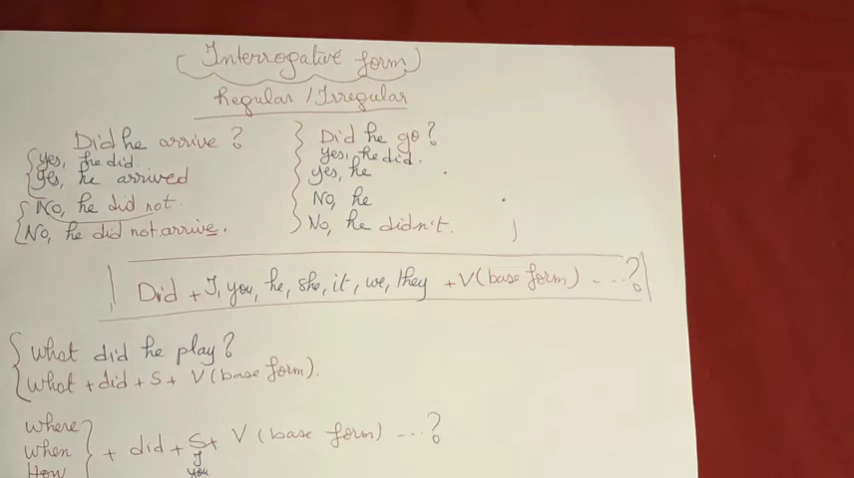 Interrogative form
Regular / Irregular
Did he arrive?
yes, he did.
yes, he arrived
No, he did not.
No, he did not arrive.
Did he go?
yes, he did.
yes, he
No, he
No, he didn't.
Did + I, you, he, she, it, we, they + V (base form) ----?
what did he play?
what + did + S + V (base form).
where
when
How
+ did + S + V (base form) ---?
I
you